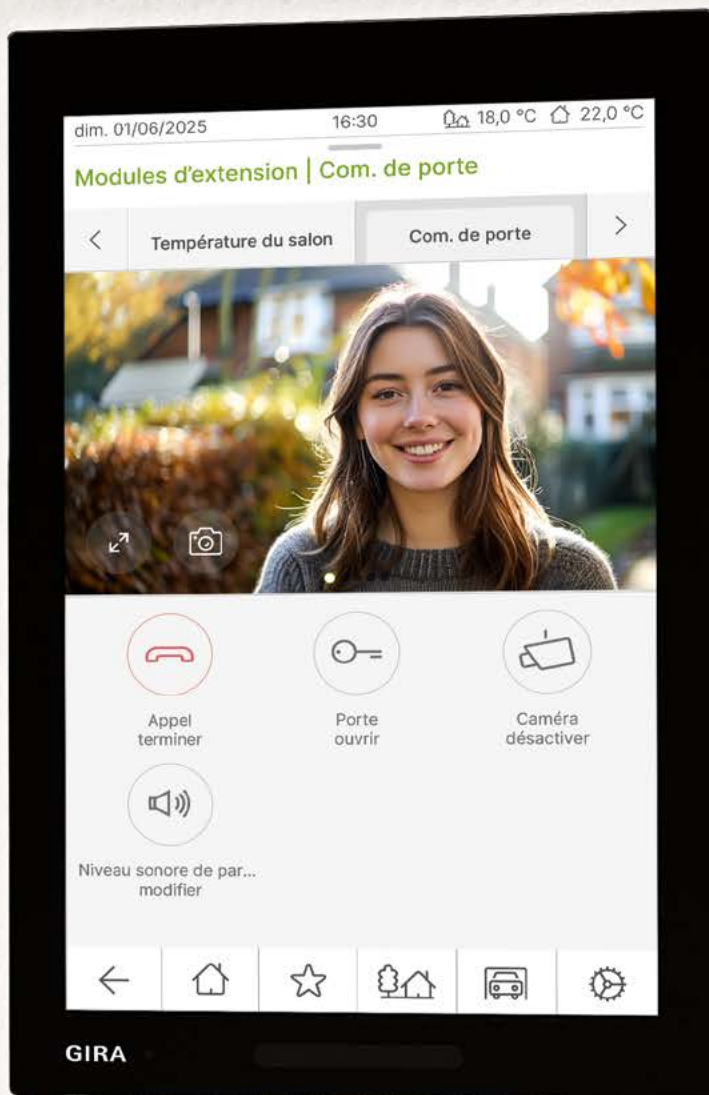 dim. 01/06/2025 16:30 18,0 °C 22,0 °C
Modules d'extension | Com. de porte
Température du salon Com. de porte
Appel
terminer
Porte
ouvrir
Caméra
désactiver
Niveau sonore de par...
modifier
GIRA